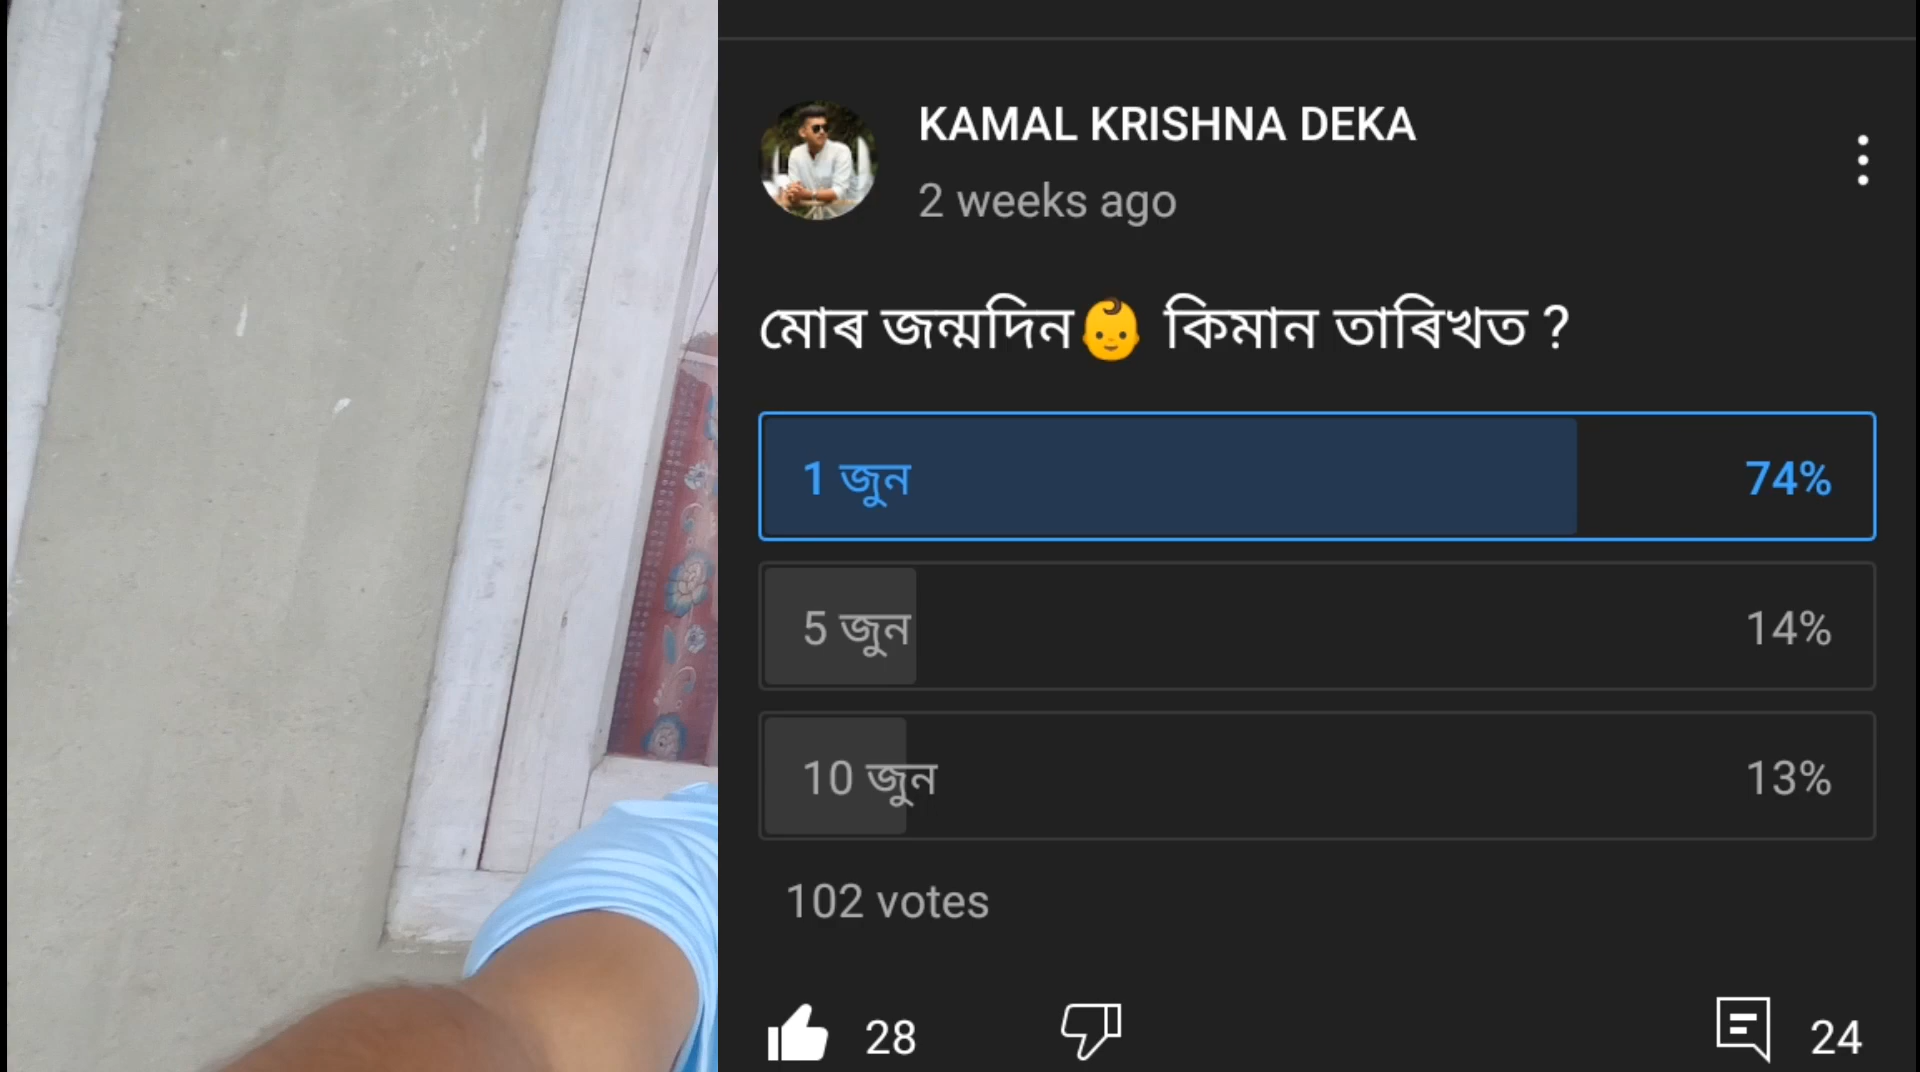 KAMAL KRISHNA DEKA
2 weeks ago
মোৰ জন্মদিন👶 কিমান তাৰিখত ?
1 জুন 74%
5 জুন 14%
10 জুন 13%
102 votes
28 24